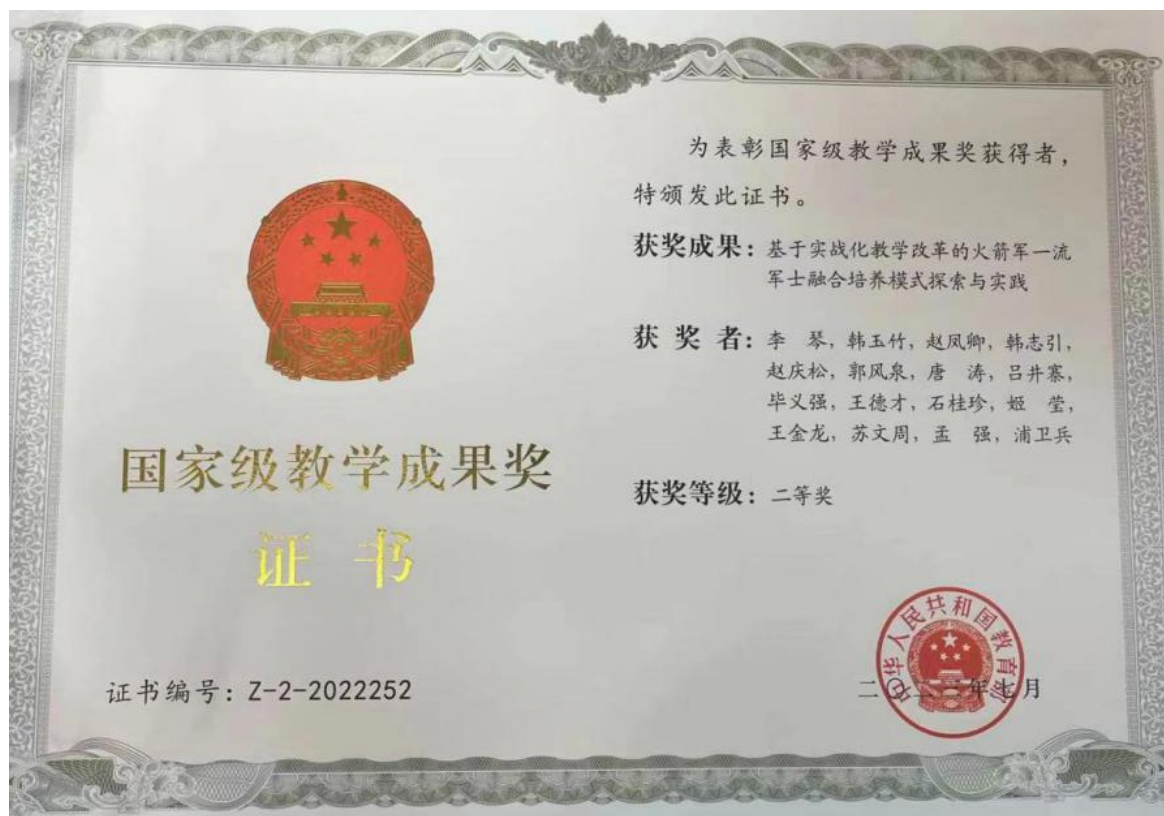 国家级教学成果奖
证 书
证书编号：Z-2-2022252
为表彰国家级教学成果奖获得者，
特颁发此证书。
获奖成果：基于实战化教学改革的火箭军一流
军士融合培养模式探索与实践
获 奖 者：李 琴，韩玉竹，赵凤卿，韩志引，
赵庆松，郭风泉，唐 涛，吕井寨，
毕义强，王德才，石桂珍，姬 莹，
王金龙，苏文周，孟 强，浦卫兵
获奖等级：二等奖
中华人民共和国教育部
二〇二三年七月